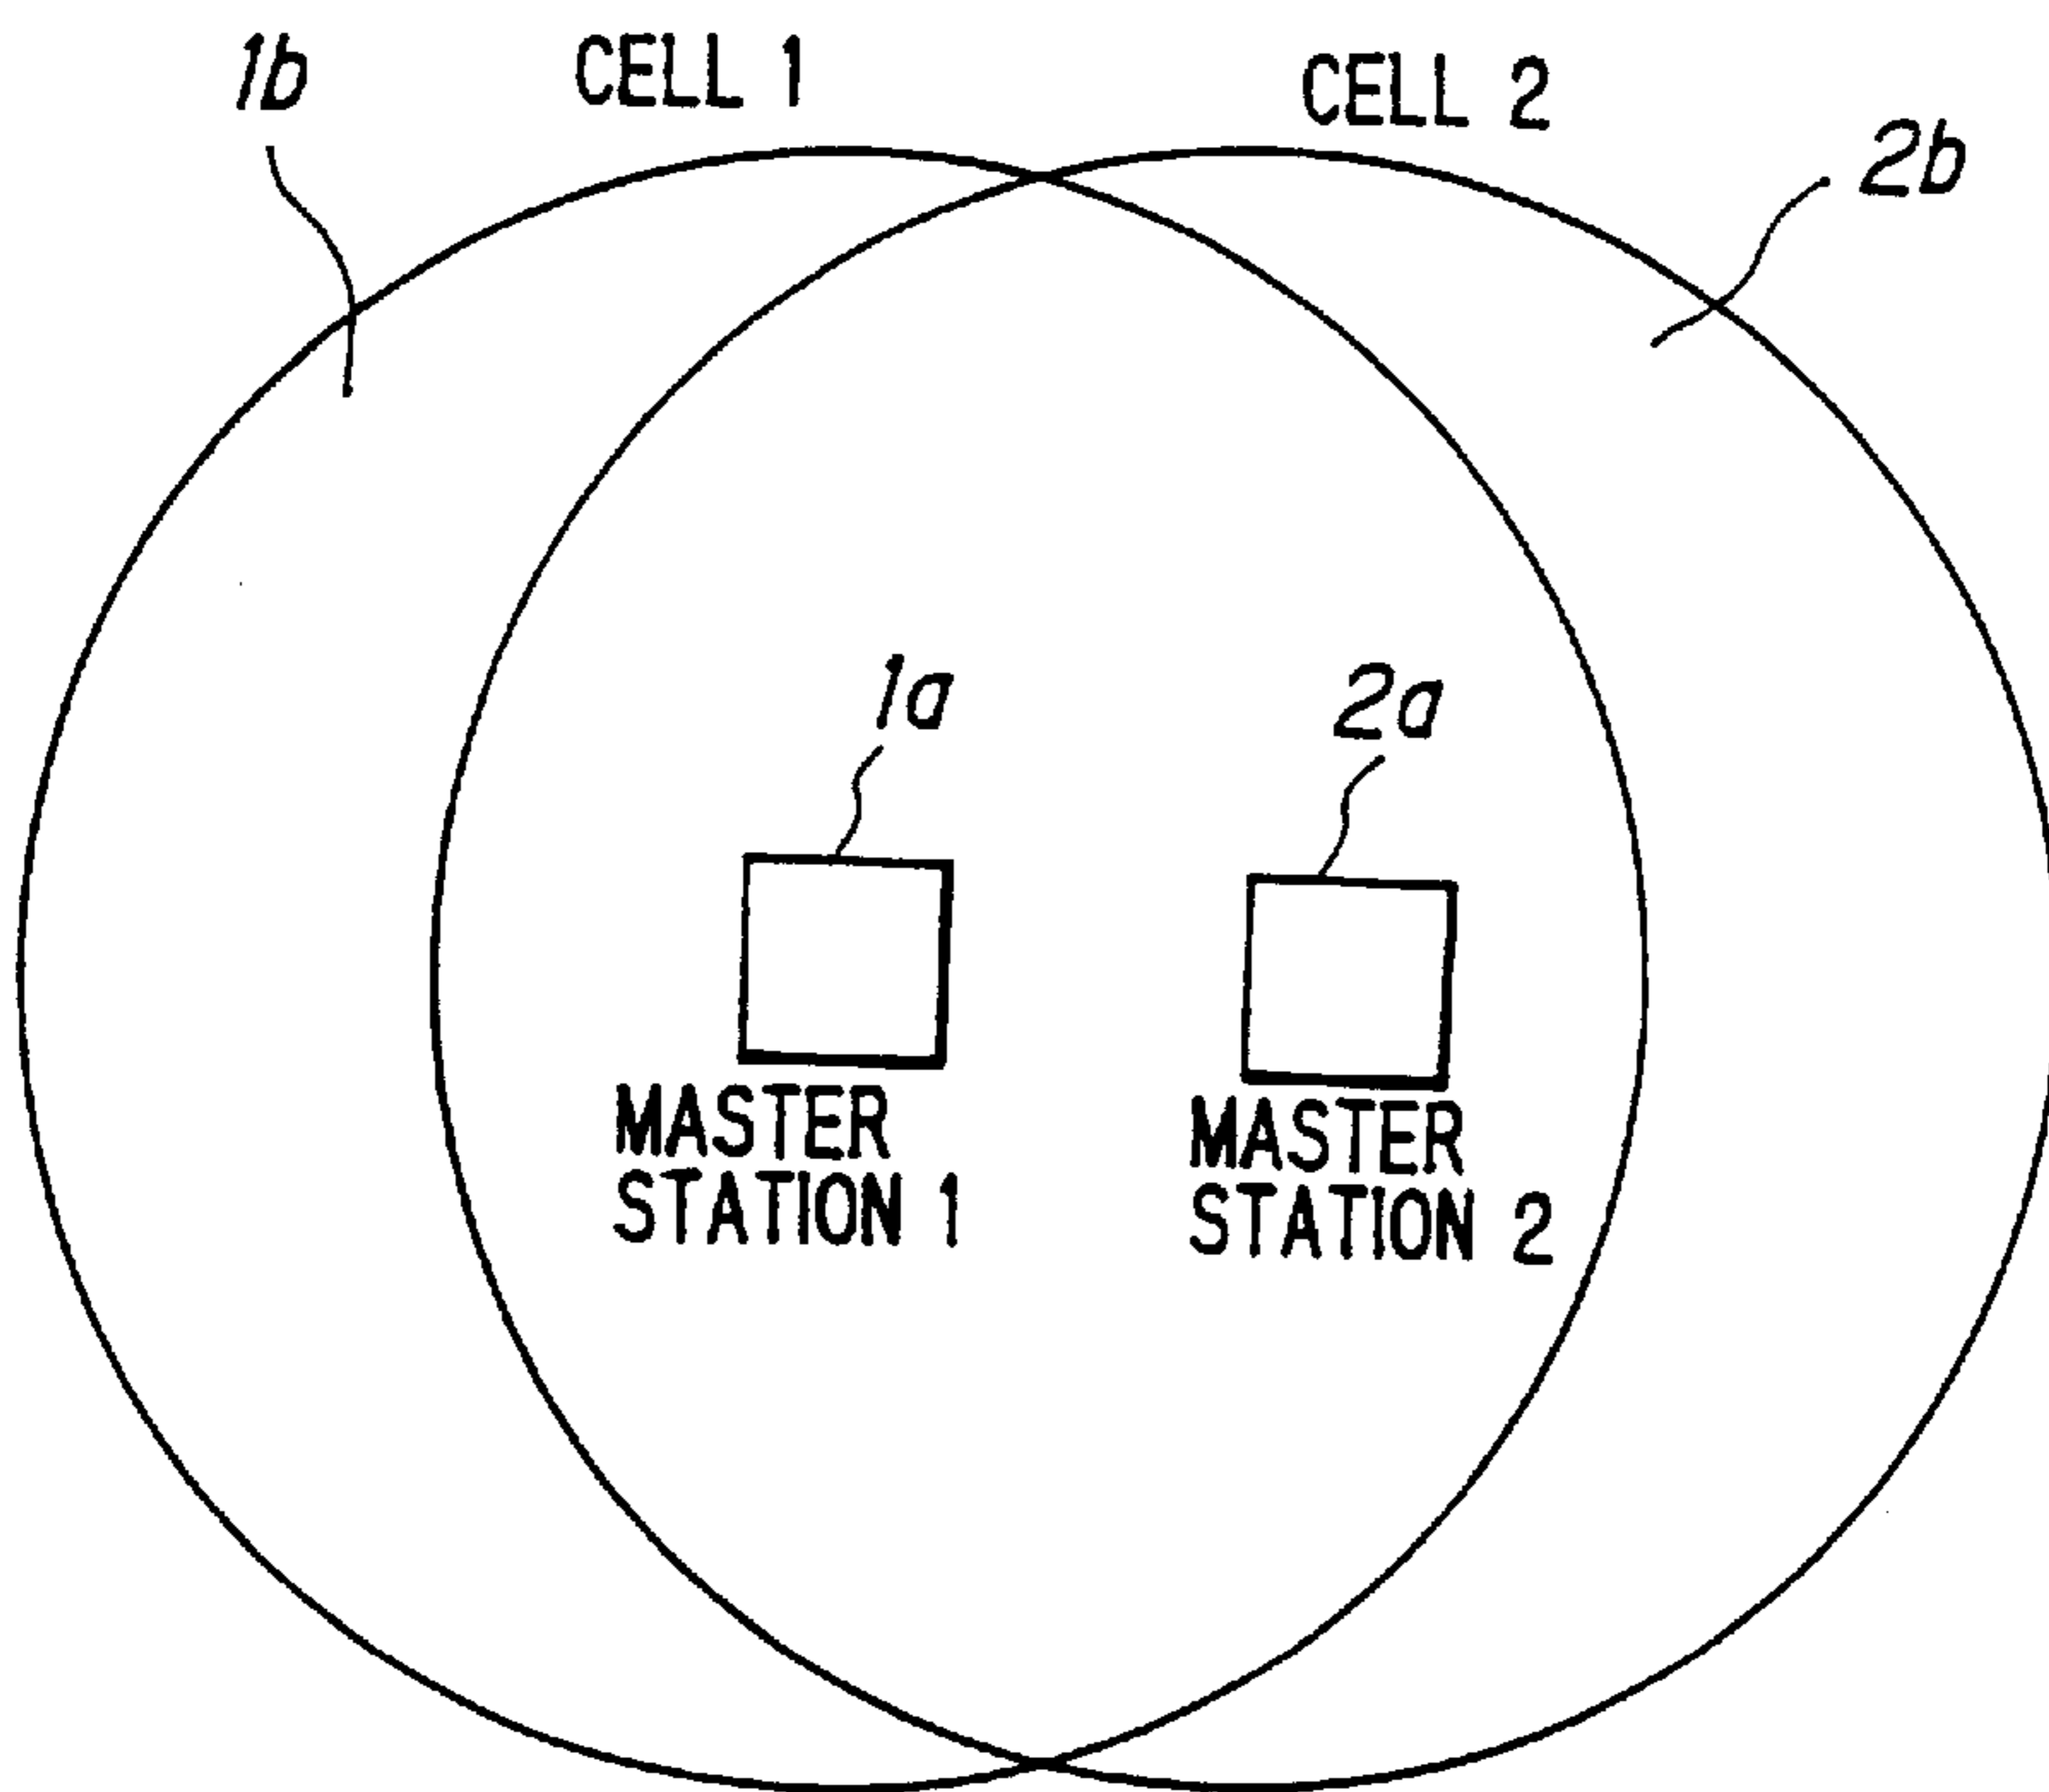 1b
CELL 1
CELL 2
2b
1a
2a
MASTER
STATION 1
MASTER
STATION 2